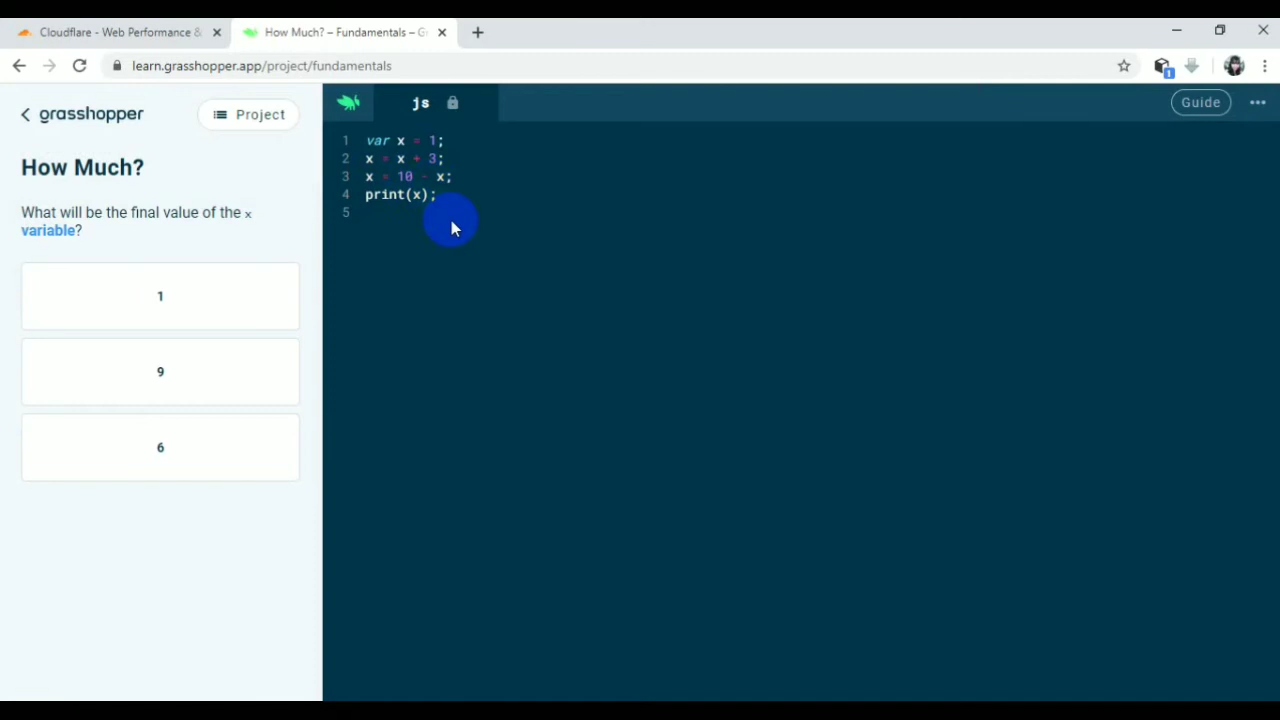 Cloudflare - Web Performance &
How Much? – Fundamentals – G
learn.grasshopper.app/project/fundamentals
1
grasshopper
Project
js
Guide
How Much?
What will be the final value of the x
variable?
1
9
6
1 var x = 1;
2 x = x + 3;
3 x = 10 - x;
4 print(x);
5